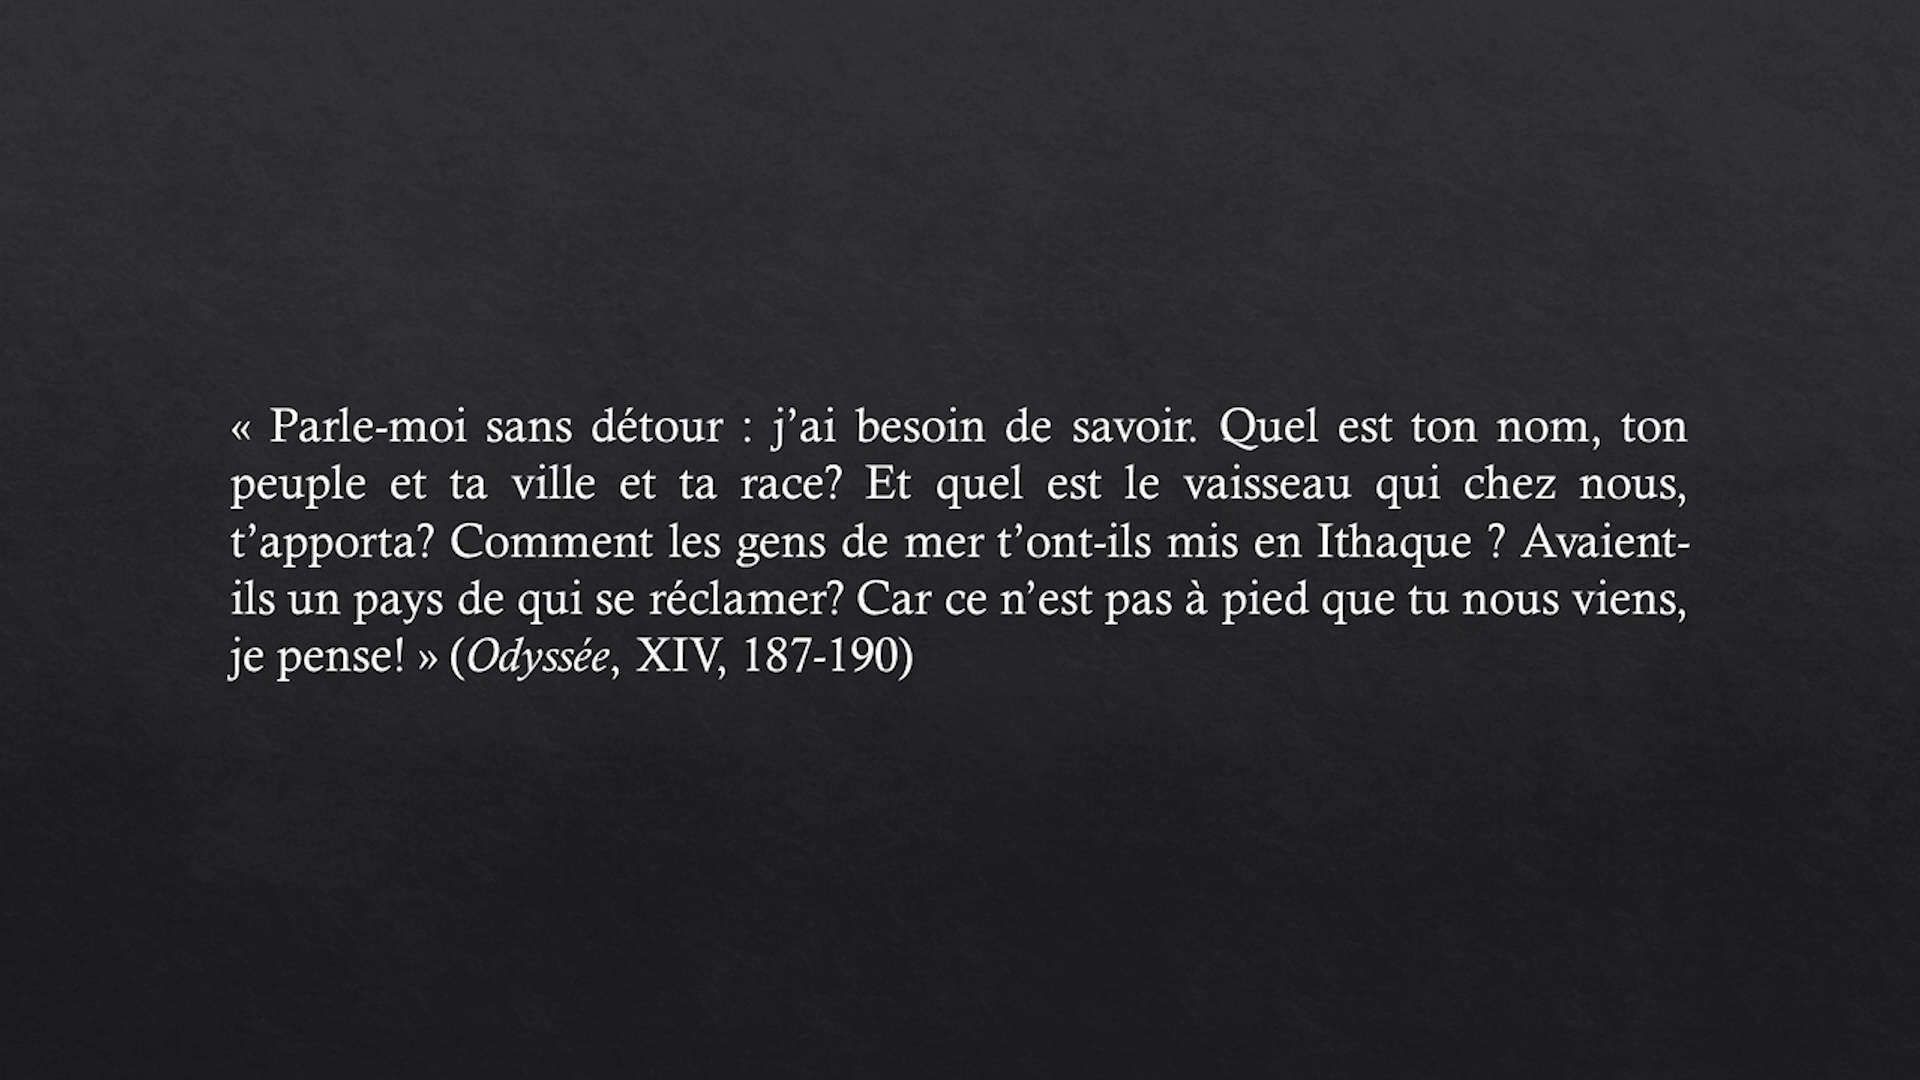 « Parle-moi sans détour : j’ai besoin de savoir. Quel est ton nom, ton
peuple et ta ville et ta race? Et quel est le vaisseau qui chez nous,
t’apporta? Comment les gens de mer t’ont-ils mis en Ithaque ? Avaient-
ils un pays de qui se réclamer? Car ce n’est pas à pied que tu nous viens,
je pense! » (Odyssée, XIV, 187-190)